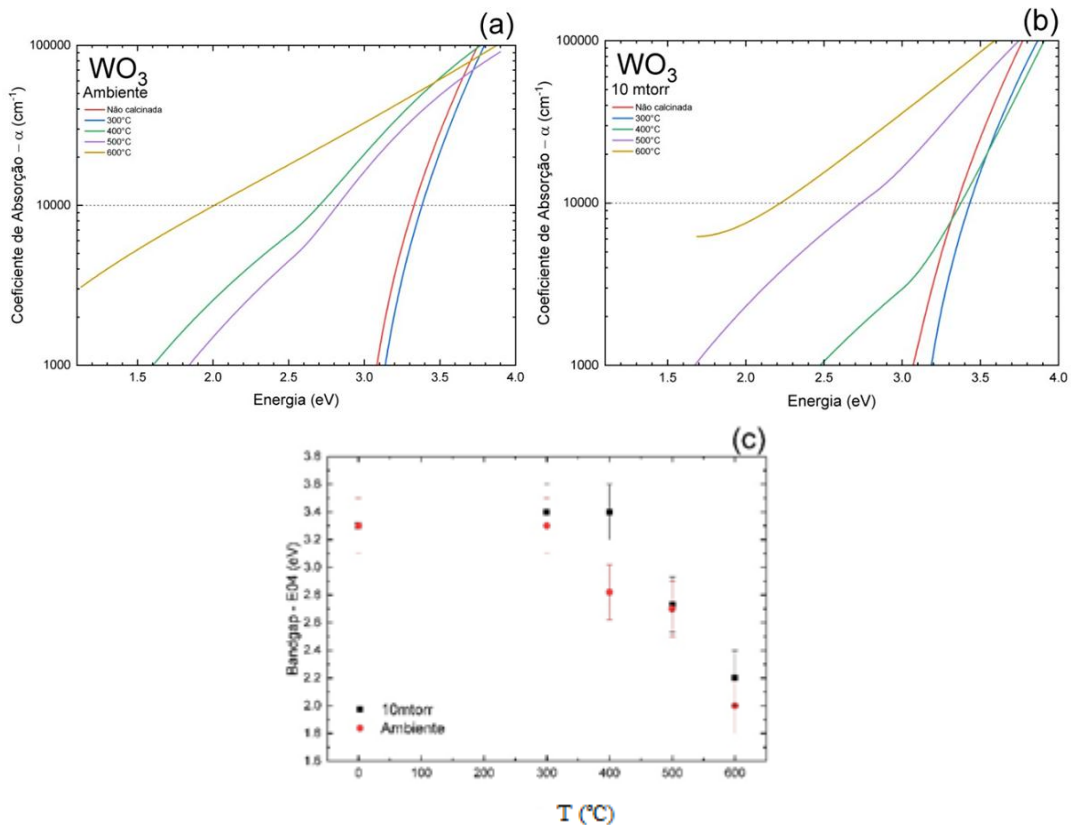 (a)
WO₃
Ambiente
Não calcinada
300°C
400°C
500°C
600°C
100000
10000
1000
Coeficiente de Absorção – α (cm⁻¹)
1.5 2.0 2.5 3.0 3.5 4.0
Energia (eV)
(b)
WO₃
10 mtorr
Não calcinada
300°C
400°C
500°C
600°C
100000
10000
1000
Coeficiente de Absorção – α (cm⁻¹)
1.5 2.0 2.5 3.0 3.5 4.0
Energia (eV)
(c)
3.8
3.6
3.4
3.2
3.0
2.8
2.6
2.4
2.2
2.0
1.8
1.6
Bandgap - E04 (eV)
10mtorr
Ambiente
0 100 200 300 400 500 600
T (°C)